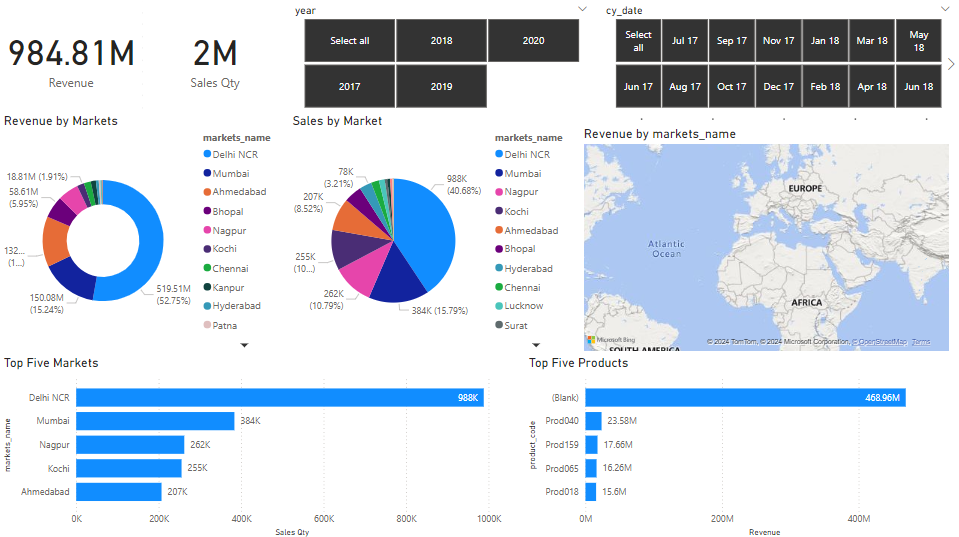 984.81M
Revenue
2M
Sales Qty
year
Select all
2018
2020
2017
2019
cy_date
Select
all
Jul 17
Sep 17
Nov 17
Jan 18
Mar 18
May
18
Jun 17
Aug 17
Oct 17
Dec 17
Feb 18
Apr 18
Jun 18
Revenue by Markets
18.81M (1.91%)
58.61M
(5.95%)
132...
(1...)
150.08M
(15.24%)
519.51M
(52.75%)
markets_name
Delhi NCR
Mumbai
Ahmedabad
Bhopal
Nagpur
Kochi
Chennai
Kanpur
Hyderabad
Patna
Sales by Market
78K
(3.21%)
207K
(8.52%)
255K
(10...)
262K
(10.79%)
384K (15.79%)
988K
(40.68%)
markets_name
Delhi NCR
Mumbai
Nagpur
Kochi
Ahmedabad
Bhopal
Hyderabad
Chennai
Lucknow
Surat
Revenue by markets_name
EUROPE
Atlantic
Ocean
AFRICA
SOUTH AMERICA
Microsoft Bing
© 2024 TomTom, © 2024 Microsoft Corporation, © OpenStreetMap Terms
Top Five Markets
markets_name
Delhi NCR
988K
Mumbai
384K
Nagpur
262K
Kochi
255K
Ahmedabad
207K
0K
200K
400K
600K
800K
1000K
Sales Qty
Top Five Products
product_code
(Blank)
468.96M
Prod040
23.58M
Prod159
17.66M
Prod065
16.26M
Prod018
15.6M
0M
200M
400M
Revenue